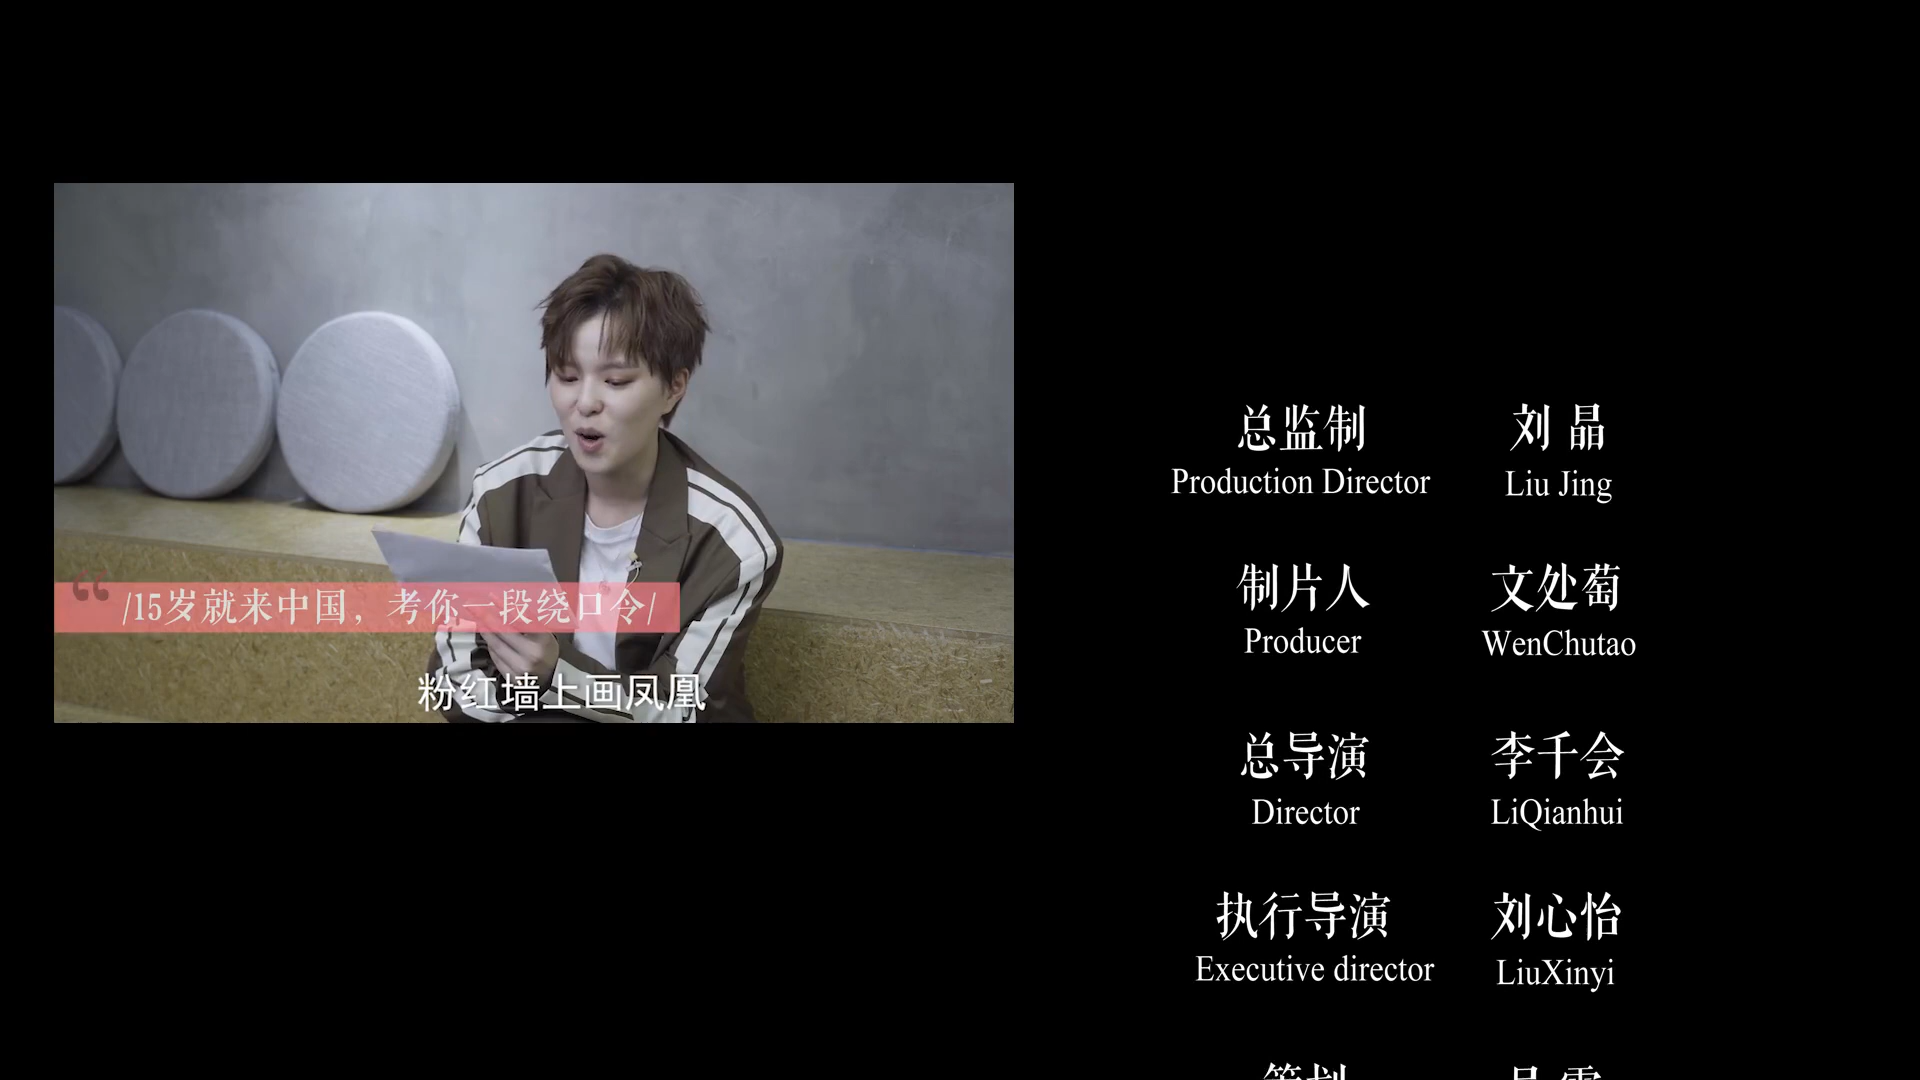 /15岁就来中国，考你一段绕口令/
粉红墙上画凤凰
总监制 刘 晶
Production Director Liu Jing
制片人 文处萄
Producer WenChutao
总导演 李千会
Director LiQianhui
执行导演 刘心怡
Executive director LiuXinyi